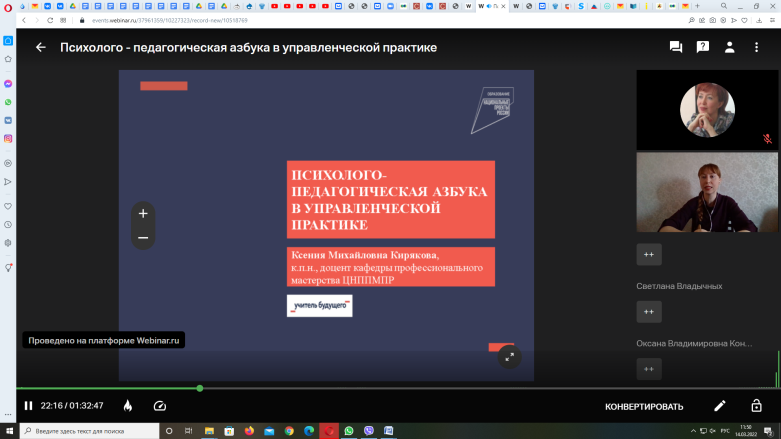 events.webinar.ru/37961359/10227323/record-new/10518769
Психолого - педагогическая азбука в управленческой практике
ОБРАЗОВАНИЕ
НАЦИОНАЛЬНЫЕ
ПРОЕКТЫ
РОССИИ
ПСИХОЛОГО-
ПЕДАГОГИЧЕСКАЯ АЗБУКА
В УПРАВЛЕНЧЕСКОЙ
ПРАКТИКЕ
Ксения Михайловна Кирякова,
к.п.н., доцент кафедры профессионального
мастерства ЦНППМПР
учитель будущего
++
Светлана Владычных
++
Оксана Владимировна Кон...
++
Проведено на платформе Webinar.ru
22:16 / 01:32:47
КОНВЕРТИРОВАТЬ
Введите здесь текст для поиска
РУС
11:50
14.03.2022